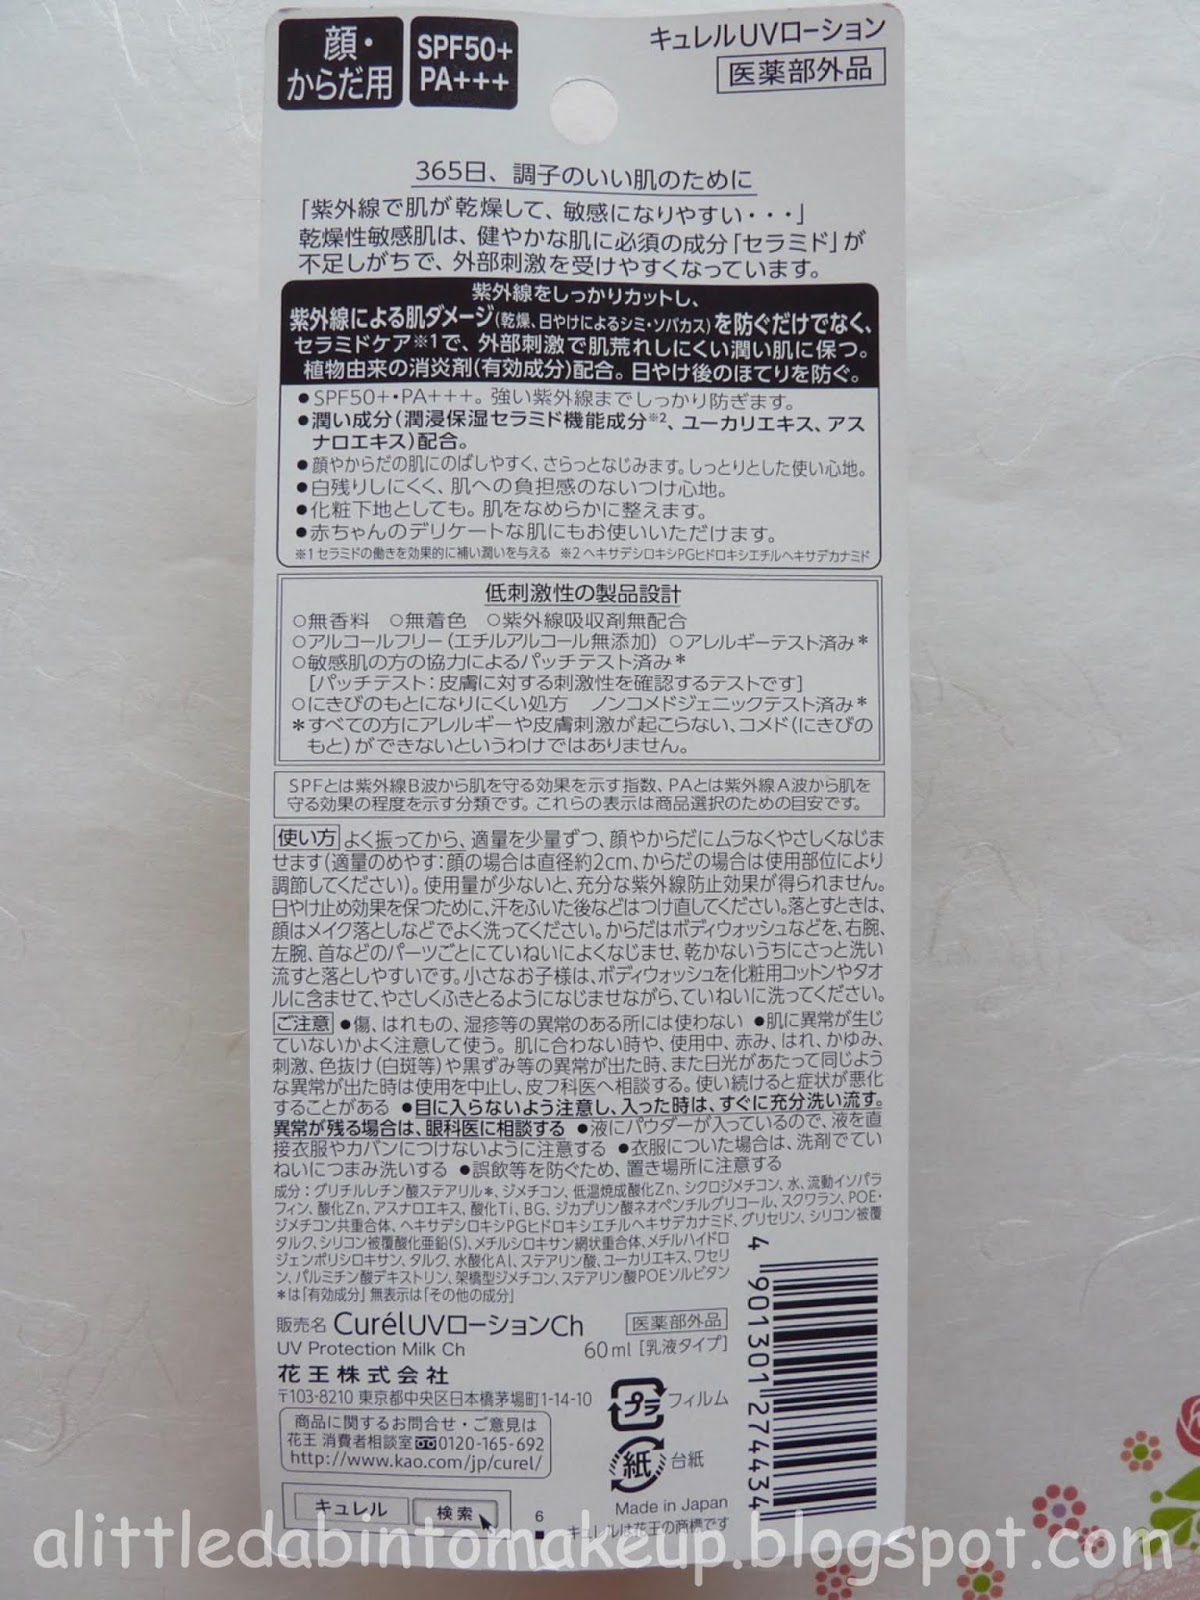 顔・
からだ用
SPF50+
PA+++
キュレルUVローション
医薬部外品
365日、調子のいい肌のために
「紫外線で肌が乾燥して、敏感になりやすい・・・」
乾燥性敏感肌は、健やかな肌に必須の成分「セラミド」が
不足しがちで、外部刺激を受けやすくなっています。
紫外線をしっかりカットし、
紫外線による肌ダメージ(乾燥、日やけによるシミ・ソバカス)を防ぐだけでなく、
セラミドケア※1で、外部刺激で肌荒れしにくい潤い肌に保つ。
植物由来の消炎剤(有効成分)配合。日やけ後のほてりを防ぐ。
●SPF50+・PA+++。強い紫外線までしっかり防ぎます。
●潤い成分(潤浸保湿セラミド機能成分※2、ユーカリエキス、アス
ナロエキス)配合。
●顔やからだの肌にのばしやすく、さらっとなじみます。しっとりとした使い心地。
●白残りしにくく、肌への負担感のないつけ心地。
●化粧下地としても。肌をなめらかに整えます。
●赤ちゃんのデリケートな肌にもお使いいただけます。
※1 セラミドの働きを効果的に補い潤いを与える ※2 ヘキサデシロキシPGヒドロキシエチルヘキサデカナミド
低刺激性の製品設計
○無香料 ○無着色 ○紫外線吸収剤無配合
○アルコールフリー(エチルアルコール無添加) ○アレルギーテスト済み*
○敏感肌の方の協力によるパッチテスト済み*
[パッチテスト:皮膚に対する刺激性を確認するテストです]
○にきびのもとになりにくい処方 ノンコメドジェニックテスト済み*
*すべての方にアレルギーや皮膚刺激が起こらない、コメド(にきびの
もと)ができないというわけではありません。
SPFとは紫外線B波から肌を守る効果を示す指数、PAとは紫外線A波から肌を
守る効果の程度を示す分類です。これらの表示は商品選択のための目安です。
使い方 よく振ってから、適量を少量ずつ、顔やからだにムラなくやさしくなじま
せます(適量のめやす:顔の場合は直径約2cm、からだの場合は使用部位により
調節してください)。使用量が少ないと、充分な紫外線防止効果が得られません。
日やけ止め効果を保つために、汗をふいた後などはつけ直してください。落とすときは、
顔はメイク落としなどでよく洗ってください。からだはボディウォッシュなどを、右腕、
左腕、首などのパーツごとにていねいによくなじませ、乾かないうちにさっと洗い
流すと落としやすいです。小さなお子様は、ボディウォッシュを化粧用コットンやタオ
ルに含ませて、やさしくふきとるようになじませながら、ていねいに洗ってください。
ご注意 ●傷、はれもの、湿疹等の異常のある所には使わない ●肌に異常が生じ
ていないかよく注意して使う。肌に合わない時や、使用中、赤み、はれ、かゆみ、
刺激、色抜け(白斑等)や黒ずみ等の異常が出た時、また日光があたって同じよう
な異常が出た時は使用を中止し、皮フ科医へ相談する。使い続けると症状が悪化
することがある ●目に入らないよう注意し、入った時は、すぐに充分洗い流す。
異常が残る場合は、眼科医に相談する ●液にパウダーが入っているので、液を直
接衣服やカバンにつけないように注意する ●衣服についた場合は、洗剤でてい
ねいにつまみ洗いする ●誤飲等を防ぐため、置き場所に注意する
成分:グリチルレチン酸ステアリル*、ジメチコン、低温焼成酸化Zn、シクロジメチコン、水、流動イソパラ
フィン、酸化Zn、アスナロエキス、酸化Ti、BG、ジカプリン酸ネオペンチルグリコール、スクワラン、POE・
ジメチコン共重合体、ヘキサデシロキシPGヒドロキシエチルヘキサデカナミド、グリセリン、シリコン被覆
タルク、シリコン被覆酸化亜鉛(S)、メチルシロキサン網状重合体、メチルハイドロ
ジェンポリシロキサン、タルク、水酸化Al、ステアリン酸、ユーカリエキス、ワセリ
ン、パルミチン酸デキストリン、架橋型ジメチコン、ステアリン酸POEソルビタン
*は「有効成分」無表示は「その他の成分」
販売名 CurélUVローションCh
医薬部外品
UV Protection Milk Ch
60ml [乳液タイプ]
花王株式会社
〒103-8210 東京都中央区日本橋茅場町1-14-10
商品に関するお問合せ・ご意見は
花王 消費者相談室 0120-165-692
http://www.kao.com/jp/curel/
プラ フィルム
紙 台紙
キュレル 検索
6
Made in Japan
キュレルは花王の商標です
4 901301 274434
alittledabintomakeup.blogspot.com